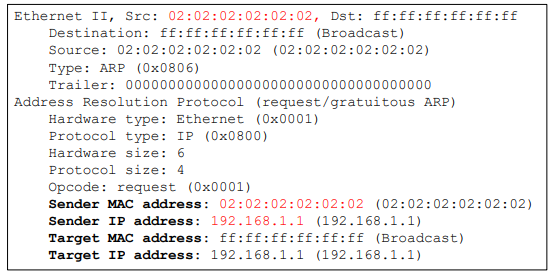 Ethernet II, Src: 02:02:02:02:02:02, Dst: ff:ff:ff:ff:ff:ff
Destination: ff:ff:ff:ff:ff:ff (Broadcast)
Source: 02:02:02:02:02:02 (02:02:02:02:02:02)
Type: ARP (0x0806)
Trailer: 000000000000000000000000000000000000
Address Resolution Protocol (request/gratuitous ARP)
Hardware type: Ethernet (0x0001)
Protocol type: IP (0x0800)
Hardware size: 6
Protocol size: 4
Opcode: request (0x0001)
Sender MAC address: 02:02:02:02:02:02 (02:02:02:02:02:02)
Sender IP address: 192.168.1.1 (192.168.1.1)
Target MAC address: ff:ff:ff:ff:ff:ff (Broadcast)
Target IP address: 192.168.1.1 (192.168.1.1)